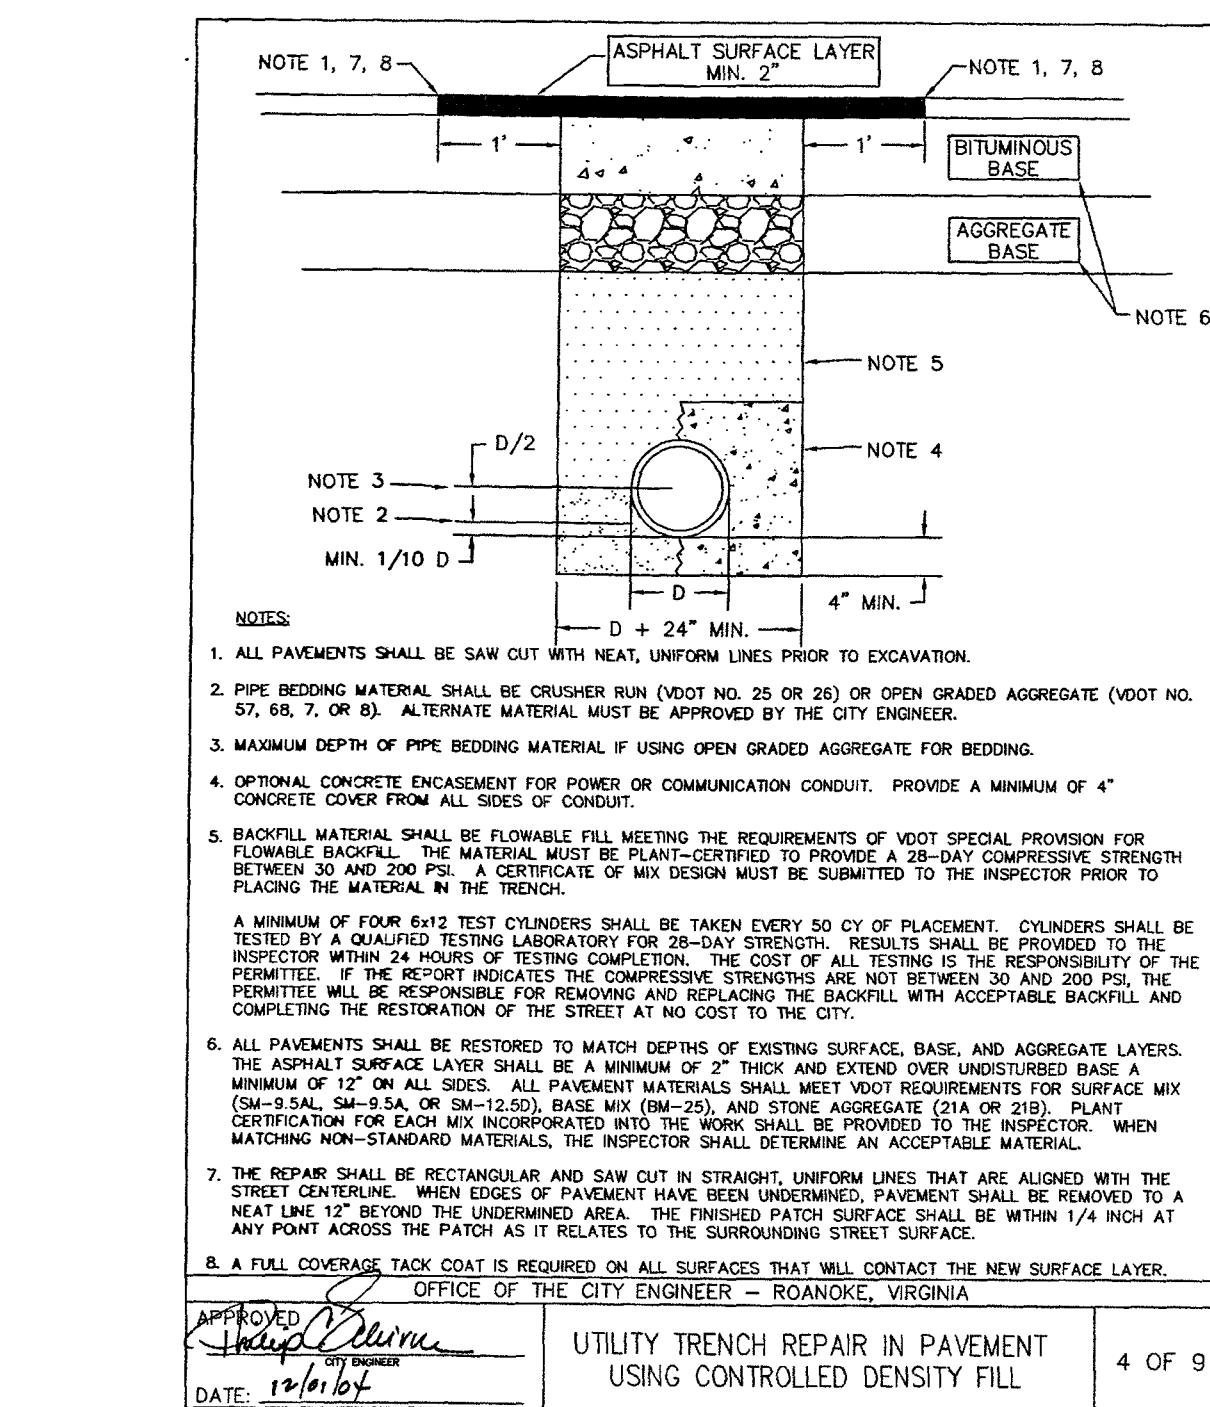 NOTE 1, 7, 8
ASPHALT SURFACE LAYER
MIN. 2"
NOTE 1, 7, 8
1'
1'
BITUMINOUS
BASE
AGGREGATE
BASE
NOTE 6
NOTE 5
D/2
NOTE 4
NOTE 3
NOTE 2
MIN. 1/10 D
D
4" MIN.
D + 24" MIN.
NOTES:
1. ALL PAVEMENTS SHALL BE SAW CUT WITH NEAT, UNIFORM LINES PRIOR TO EXCAVATION.
2. PIPE BEDDING MATERIAL SHALL BE CRUSHER RUN (VDOT NO. 25 OR 26) OR OPEN GRADED AGGREGATE (VDOT NO.
57, 68, 7, OR 8). ALTERNATE MATERIAL MUST BE APPROVED BY THE CITY ENGINEER.
3. MAXIMUM DEPTH OF PIPE BEDDING MATERIAL IF USING OPEN GRADED AGGREGATE FOR BEDDING.
4. OPTIONAL CONCRETE ENCASEMENT FOR POWER OR COMMUNICATION CONDUIT. PROVIDE A MINIMUM OF 4"
CONCRETE COVER FROM ALL SIDES OF CONDUIT.
5. BACKFILL MATERIAL SHALL BE FLOWABLE FILL MEETING THE REQUIREMENTS OF VDOT SPECIAL PROVISION FOR
FLOWABLE BACKFILL. THE MATERIAL MUST BE PLANT-CERTIFIED TO PROVIDE A 28-DAY COMPRESSIVE STRENGTH
BETWEEN 30 AND 200 PSI. A CERTIFICATE OF MIX DESIGN MUST BE SUBMITTED TO THE INSPECTOR PRIOR TO
PLACING THE MATERIAL IN THE TRENCH.
A MINIMUM OF FOUR 6x12 TEST CYLINDERS SHALL BE TAKEN EVERY 50 CY OF PLACEMENT. CYLINDERS SHALL BE
TESTED BY A QUALIFIED TESTING LABORATORY FOR 28-DAY STRENGTH. RESULTS SHALL BE PROVIDED TO THE
INSPECTOR WITHIN 24 HOURS OF TESTING COMPLETION. THE COST OF ALL TESTING IS THE RESPONSIBILITY OF THE
PERMITTEE. IF THE REPORT INDICATES THE COMPRESSIVE STRENGTHS ARE NOT BETWEEN 30 AND 200 PSI, THE
PERMITTEE WILL BE RESPONSIBLE FOR REMOVING AND REPLACING THE BACKFILL WITH ACCEPTABLE BACKFILL AND
COMPLETING THE RESTORATION OF THE STREET AT NO COST TO THE CITY.
6. ALL PAVEMENTS SHALL BE RESTORED TO MATCH DEPTHS OF EXISTING SURFACE, BASE, AND AGGREGATE LAYERS.
THE ASPHALT SURFACE LAYER SHALL BE A MINIMUM OF 2" THICK AND EXTEND OVER UNDISTURBED BASE A
MINIMUM OF 12" ON ALL SIDES. ALL PAVEMENT MATERIALS SHALL MEET VDOT REQUIREMENTS FOR SURFACE MIX
(SM-9.5AL, SM-9.5A, OR SM-12.5D), BASE MIX (BM-25), AND STONE AGGREGATE (21A OR 21B). PLANT
CERTIFICATION FOR EACH MIX INCORPORATED INTO THE WORK SHALL BE PROVIDED TO THE INSPECTOR. WHEN
MATCHING NON-STANDARD MATERIALS, THE INSPECTOR SHALL DETERMINE AN ACCEPTABLE MATERIAL.
7. THE REPAIR SHALL BE RECTANGULAR AND SAW CUT IN STRAIGHT, UNIFORM LINES THAT ARE ALIGNED WITH THE
STREET CENTERLINE. WHEN EDGES OF PAVEMENT HAVE BEEN UNDERMINED, PAVEMENT SHALL BE REMOVED TO A
NEAT LINE 12" BEYOND THE UNDERMINED AREA. THE FINISHED PATCH SURFACE SHALL BE WITHIN 1/4 INCH AT
ANY POINT ACROSS THE PATCH AS IT RELATES TO THE SURROUNDING STREET SURFACE.
8. A FULL COVERAGE TACK COAT IS REQUIRED ON ALL SURFACES THAT WILL CONTACT THE NEW SURFACE LAYER.
OFFICE OF THE CITY ENGINEER – ROANOKE, VIRGINIA
APPROVED
CITY ENGINEER
DATE: 12/01/04
UTILITY TRENCH REPAIR IN PAVEMENT
USING CONTROLLED DENSITY FILL
4 OF 9